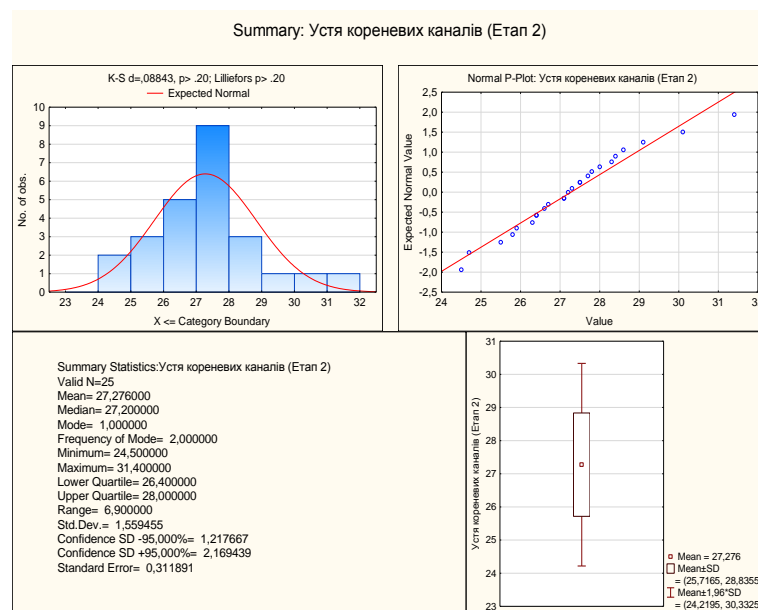 Summary: Устя кореневих каналів (Етап 2)
K-S d=,08843, p> .20; Lilliefors p> .20
Expected Normal
No. of obs.
10
9
8
7
6
5
4
3
2
1
0
23 24 25 26 27 28 29 30 31 32
X <= Category Boundary
Normal P-Plot: Устя кореневих каналів (Етап 2)
Expected Normal Value
2,5
2,0
1,5
1,0
0,5
0,0
-0,5
-1,0
-1,5
-2,0
-2,5
24 25 26 27 28 29 30 31
Value
Summary Statistics:Устя кореневих каналів (Етап 2)
Valid N=25
Mean= 27,276000
Median= 27,200000
Mode= 1,000000
Frequency of Mode= 2,000000
Minimum= 24,500000
Maximum= 31,400000
Lower Quartile= 26,400000
Upper Quartile= 28,000000
Range= 6,900000
Std.Dev.= 1,559455
Confidence SD -95,000%= 1,217667
Confidence SD +95,000%= 2,169439
Standard Error= 0,311891
Устя кореневих каналів (Етап 2)
31
30
29
28
27
26
25
24
23
Mean = 27,276
Mean±SD
= (25,7165, 28,8355
Mean±1,96*SD
= (24,2195, 30,3325